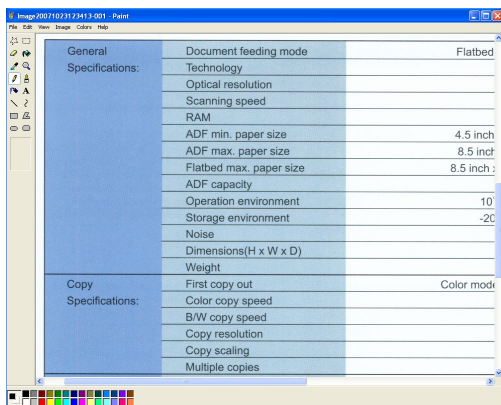 Image20071023123413-001 - Paint
File Edit View Image Colors Help
General Document feeding mode Flatbed
Specifications: Technology
Optical resolution
Scanning speed
RAM
ADF min. paper size 4.5 inch
ADF max. paper size 8.5 inch
Flatbed max. paper size 8.5 inch x
ADF capacity
Operation environment 10°
Storage environment -20
Noise
Dimensions(H x W x D)
Weight
Copy First copy out Color mode
Specifications: Color copy speed
B/W copy speed
Copy resolution
Copy scaling
Multiple copies